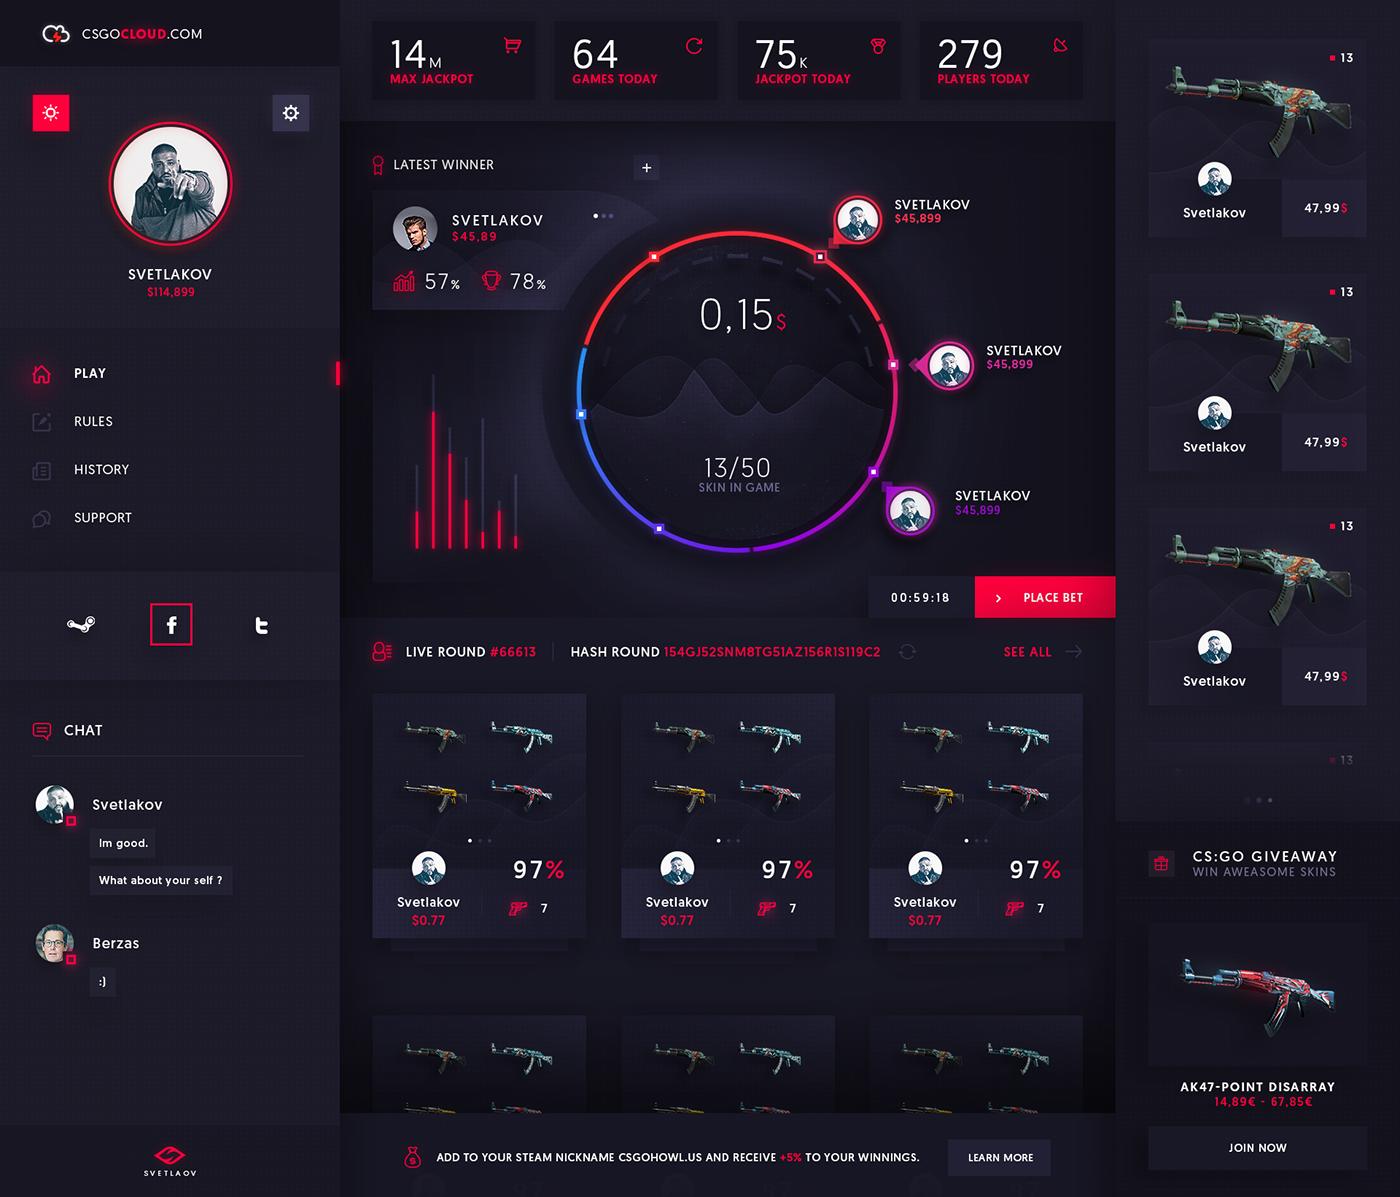 CSGOCLOUD.COM
SVETLAKOV
$114,899
PLAY
RULES
HISTORY
SUPPORT
CHAT
Svetlakov
Im good.
What about your self ?
Berzas
:)
SVETLAOV
14M
MAX JACKPOT
64
GAMES TODAY
75K
JACKPOT TODAY
279
PLAYERS TODAY
LATEST WINNER
+
SVETLAKOV
$45,89
57%
78%
0,15$
13/50
SKIN IN GAME
SVETLAKOV
$45,899
SVETLAKOV
$45,899
SVETLAKOV
$45,899
00:59:18
PLACE BET
LIVE ROUND #66613
HASH ROUND 154GJ52SNM8TG51AZ156R1S119C2
SEE ALL
97%
Svetlakov
$0.77
7
97%
Svetlakov
$0.77
7
97%
Svetlakov
$0.77
7
ADD TO YOUR STEAM NICKNAME CSGOHOWL.US AND RECEIVE +5% TO YOUR WINNINGS.
LEARN MORE
13
Svetlakov
47,99$
13
Svetlakov
47,99$
13
Svetlakov
47,99$
13
CS:GO GIVEAWAY
WIN AWEASOME SKINS
AK47-POINT DISARRAY
14,89€ - 67,85€
JOIN NOW